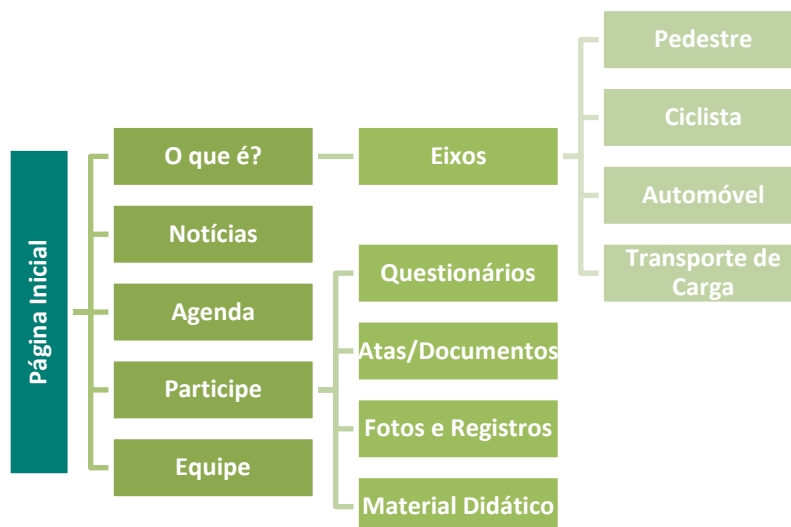 Página Inicial
O que é?
Notícias
Agenda
Participe
Equipe
Eixos
Questionários
Atas/Documentos
Fotos e Registros
Material Didático
Pedestre
Ciclista
Automóvel
Transporte de
Carga